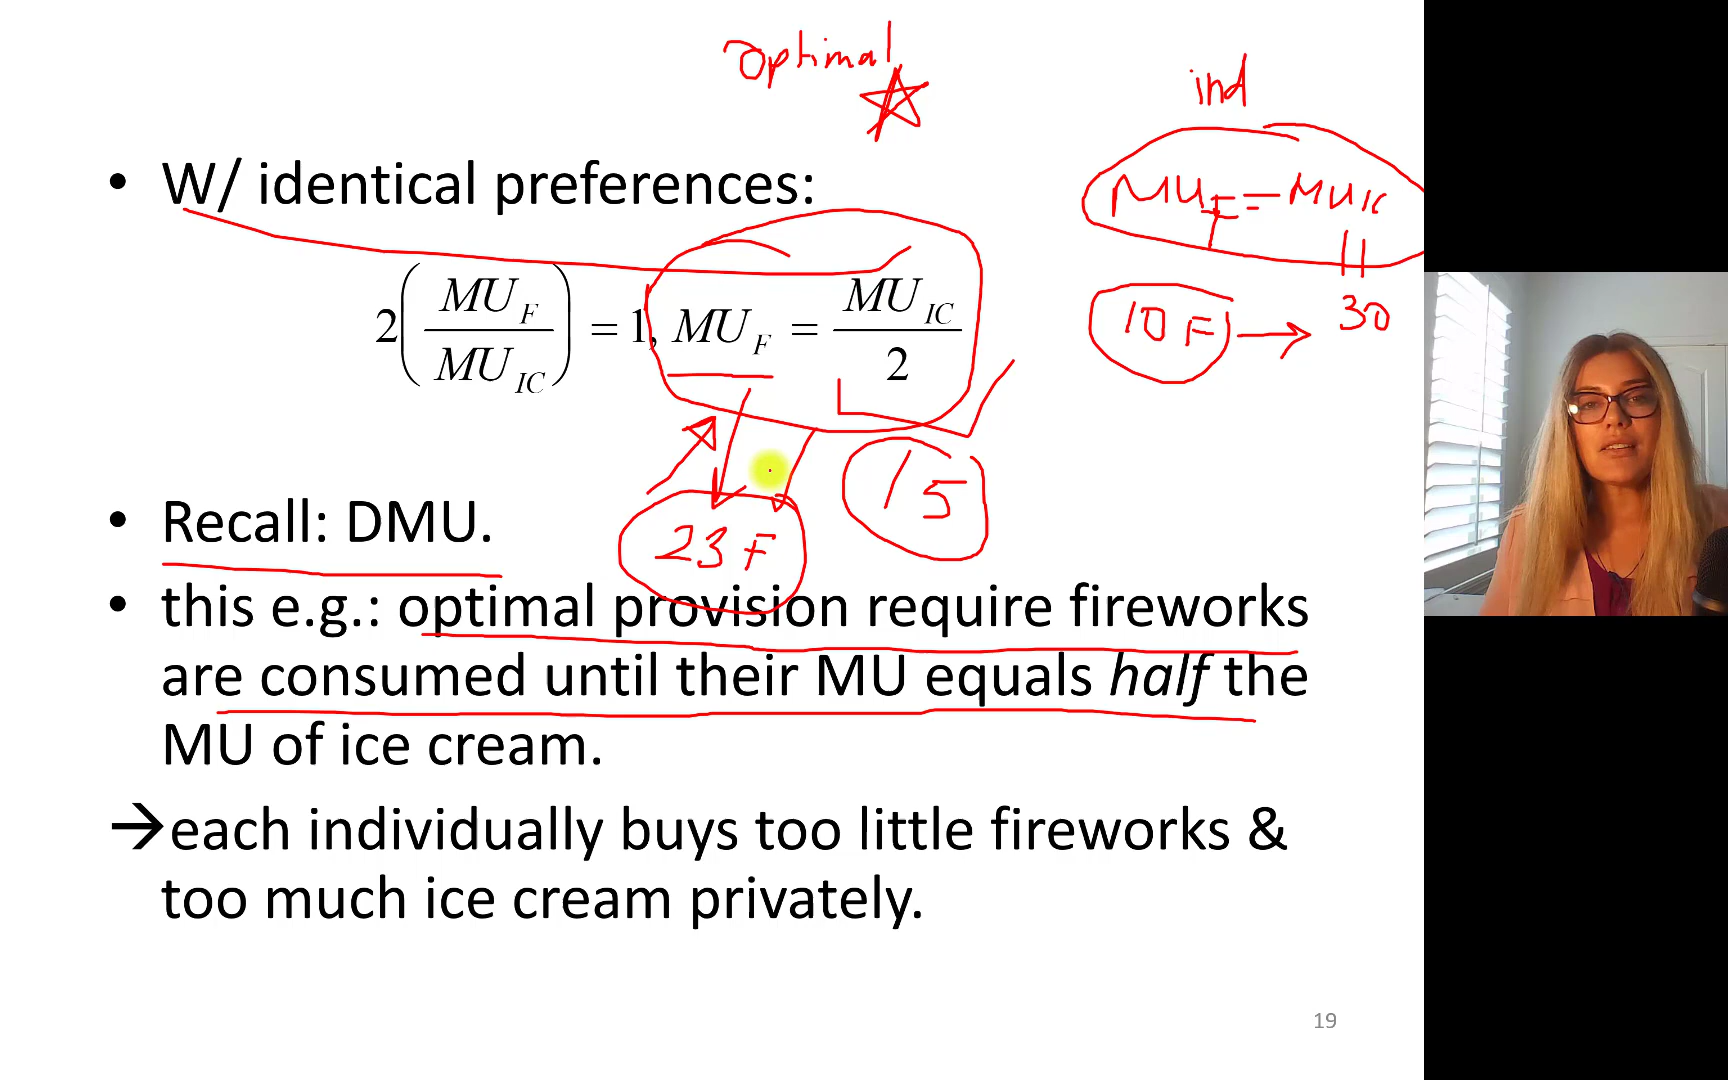 Optimal
ind
• W/ identical preferences:
MU_F = MU_IC
2(MU_F / MU_IC) = 1, MU_F = MU_IC / 2
30
10 F →
15
• Recall: DMU.
23 F
• this e.g.: optimal provision require fireworks
are consumed until their MU equals half the
MU of ice cream.
→each individually buys too little fireworks &
too much ice cream privately.
19